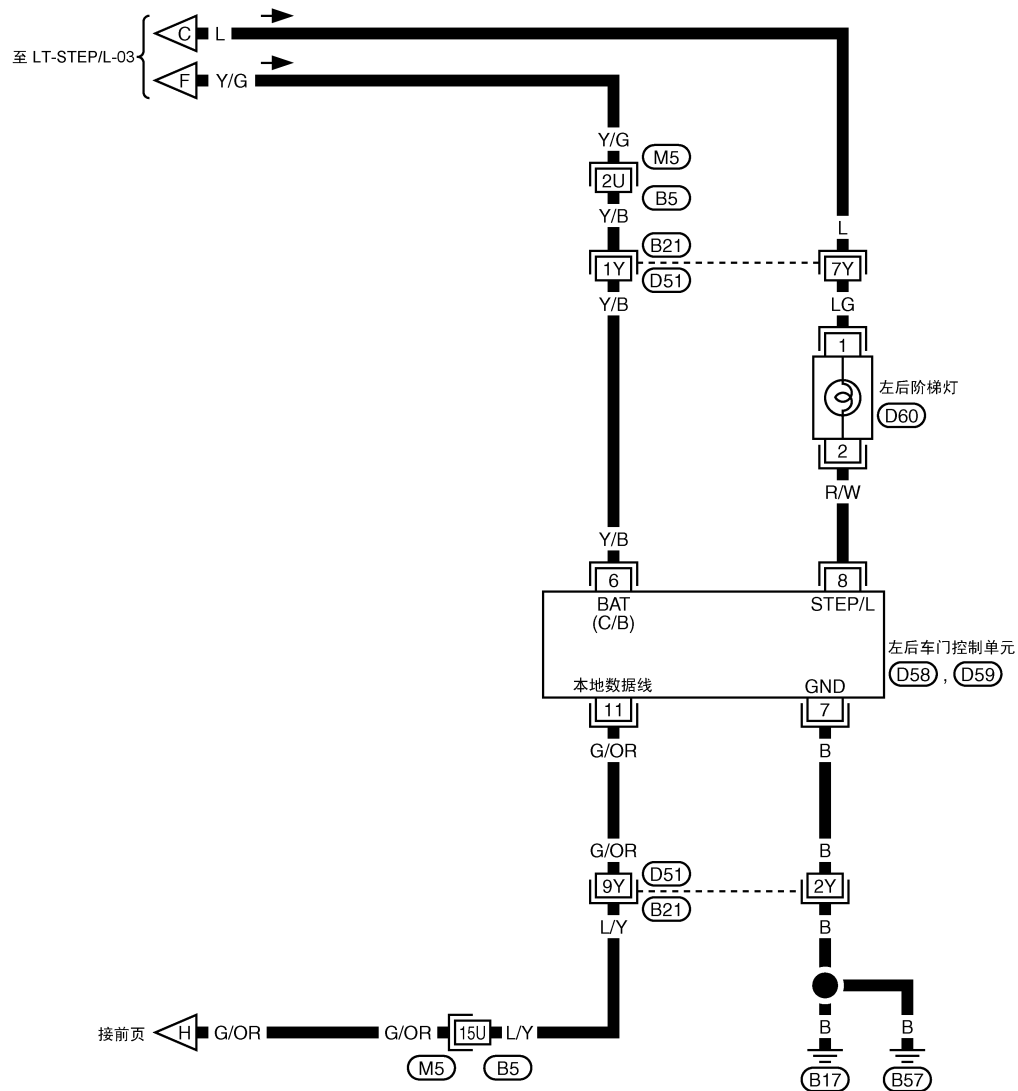 C L
至 LT-STEP/L-03
F Y/G
Y/G
M5
2U
B5
Y/B
L
B21
1Y
7Y
D51
Y/B
LG
1
左后阶梯灯
D60
2
R/W
Y/B
6
8
BAT
(C/B)
STEP/L
左后车门控制单元
D58 , D59
本地数据线
GND
11
7
G/OR
B
G/OR
B
D51
9Y
2Y
B21
L/Y
B
接前页 H G/OR G/OR 15U L/Y
B
B
M5
B5
B17
B57